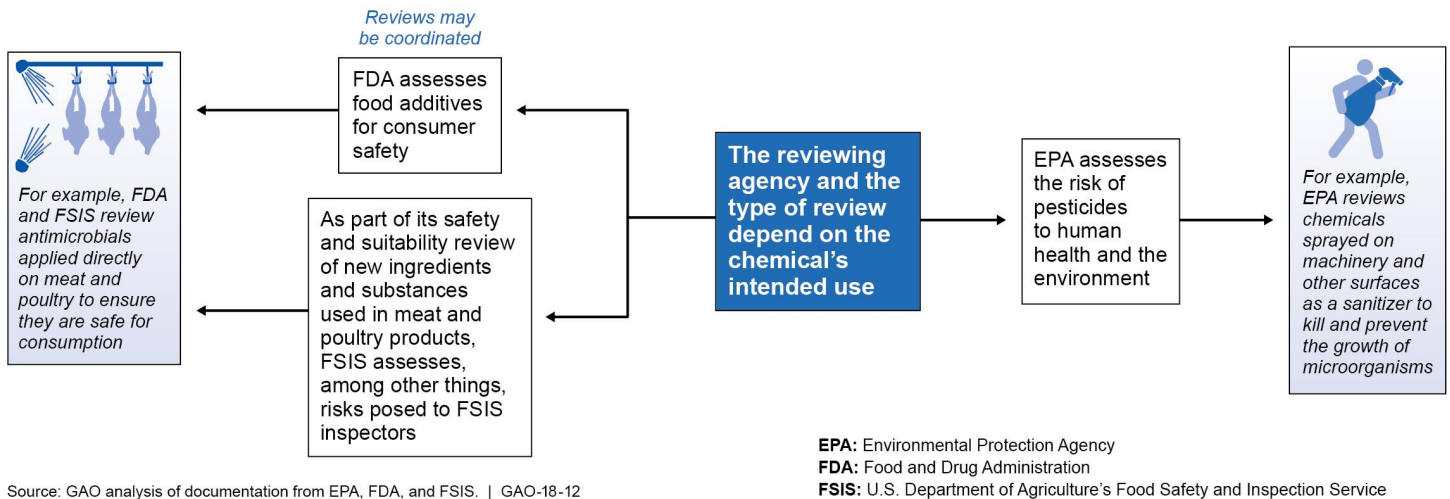 Reviews may
be coordinated
FDA assesses
food additives
for consumer
safety
For example, FDA
and FSIS review
antimicrobials
applied directly
on meat and
poultry to ensure
they are safe for
consumption
As part of its safety
and suitability review
of new ingredients
and substances
used in meat and
poultry products,
FSIS assesses,
among other things,
risks posed to FSIS
inspectors
The reviewing
agency and the
type of review
depend on the
chemical's
intended use
EPA assesses
the risk of
pesticides
to human
health and the
environment
For example,
EPA reviews
chemicals
sprayed on
machinery and
other surfaces
as a sanitizer to
kill and prevent
the growth of
microorganisms
EPA: Environmental Protection Agency
FDA: Food and Drug Administration
FSIS: U.S. Department of Agriculture's Food Safety and Inspection Service
Source: GAO analysis of documentation from EPA, FDA, and FSIS. | GAO-18-12